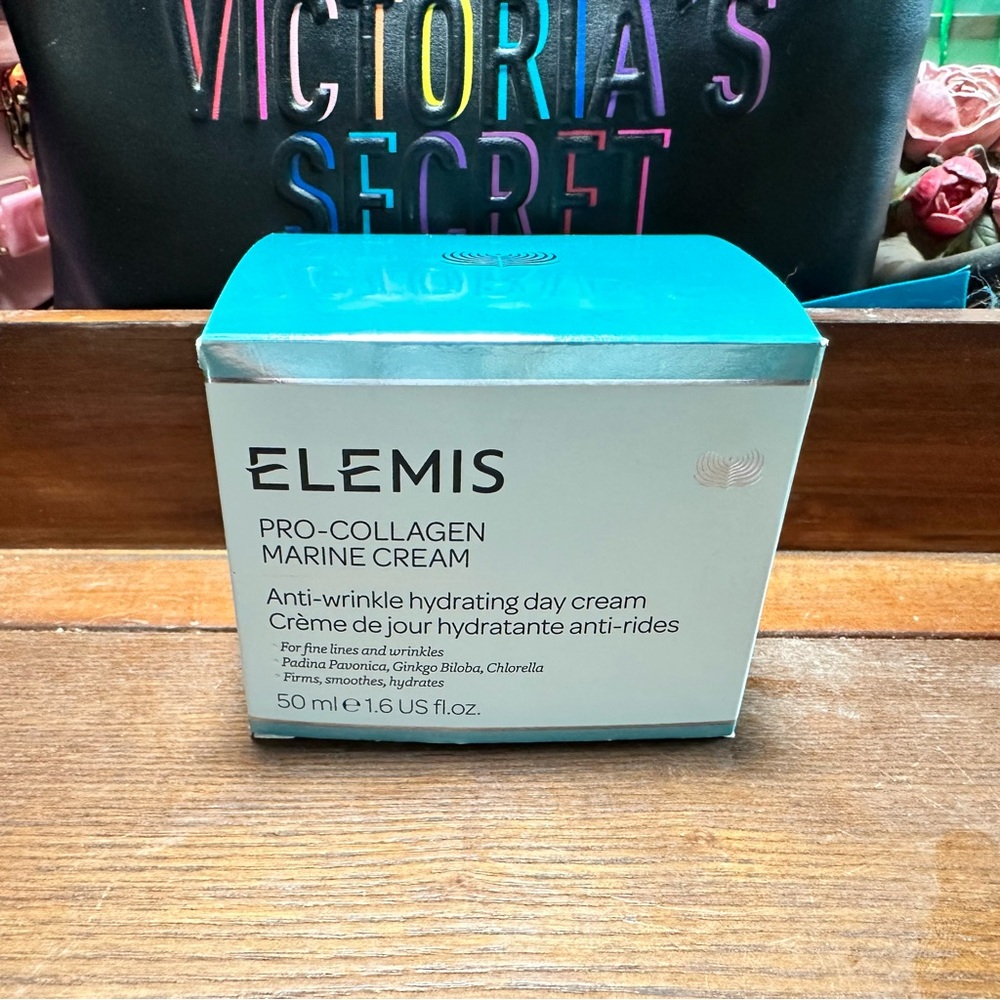 VICTORIA'S
SECRET
ELEMIS
PRO-COLLAGEN
MARINE CREAM
Anti-wrinkle hydrating day cream
Crème de jour hydratante anti-rides
For fine lines and wrinkles
Padina Pavonica, Ginkgo Biloba, Chlorella
Firms, smoothes, hydrates
50 ml ℮ 1.6 US fl.oz.